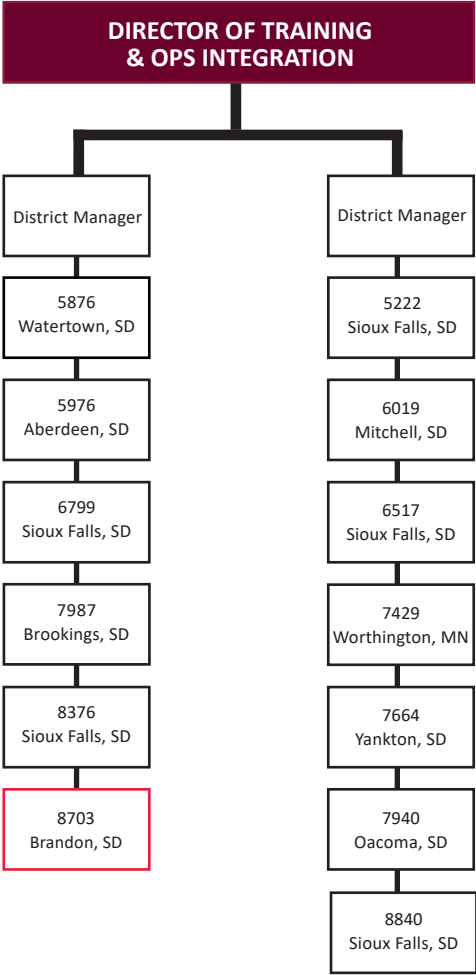 DIRECTOR OF TRAINING
& OPS INTEGRATION
District Manager
5876
Watertown, SD
5976
Aberdeen, SD
6799
Sioux Falls, SD
7987
Brookings, SD
8376
Sioux Falls, SD
8703
Brandon, SD
District Manager
5222
Sioux Falls, SD
6019
Mitchell, SD
6517
Sioux Falls, SD
7429
Worthington, MN
7664
Yankton, SD
7940
Oacoma, SD
8840
Sioux Falls, SD